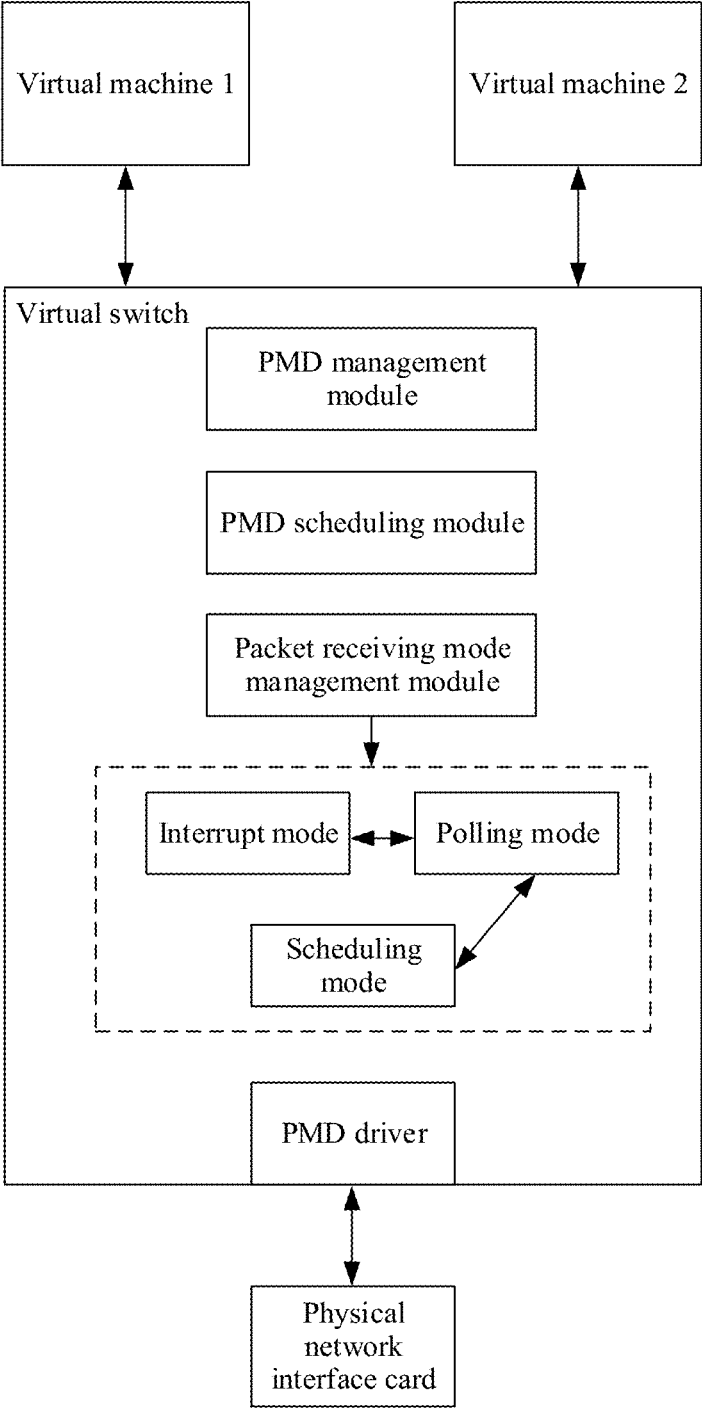 Virtual machine 1
Virtual machine 2
Virtual switch
PMD management
module
PMD scheduling module
Packet receiving mode
management module
Interrupt mode
Polling mode
Scheduling
mode
PMD driver
Physical
network
interface card